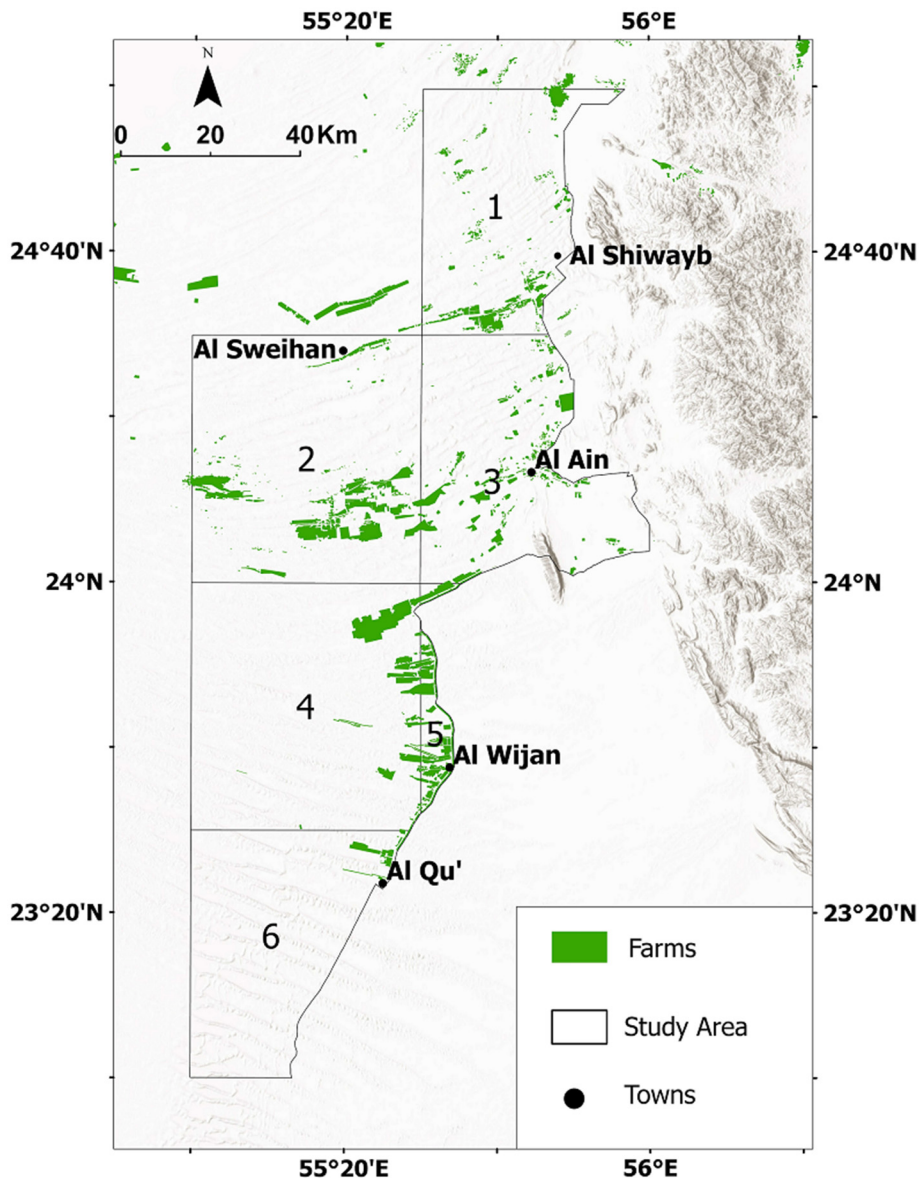 55°20'E 56°E
N
0 20 40 Km
1
24°40'N 24°40'N
Al Shiwayb
Al Sweihan
2
Al Ain
3
24°N 24°N
4
5
Al Wijan
Al Qu'
23°20'N 23°20'N
6
Farms
Study Area
Towns
55°20'E 56°E